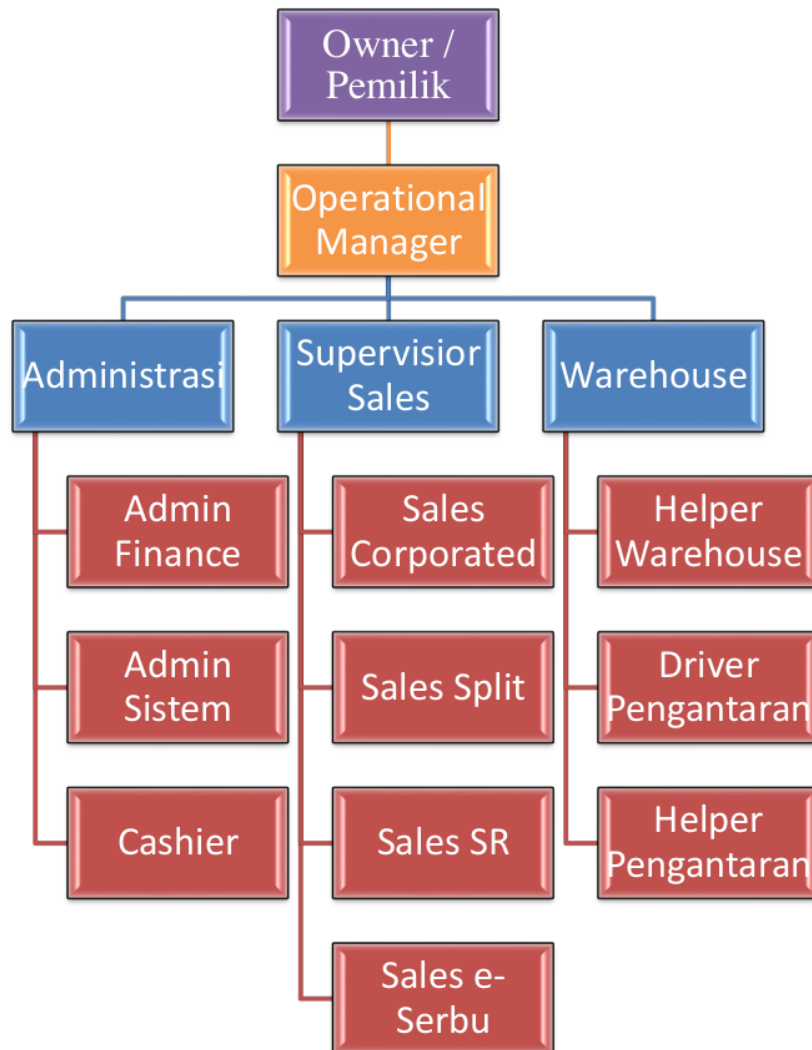 Owner /
Pemilik
Operational
Manager
Administrasi
Supervisior
Sales
Warehouse
Admin
Finance
Admin
Sistem
Cashier
Sales
Corporated
Sales Split
Sales SR
Sales e-
Serbu
Helper
Warehouse
Driver
Pengantaran
Helper
Pengantaran